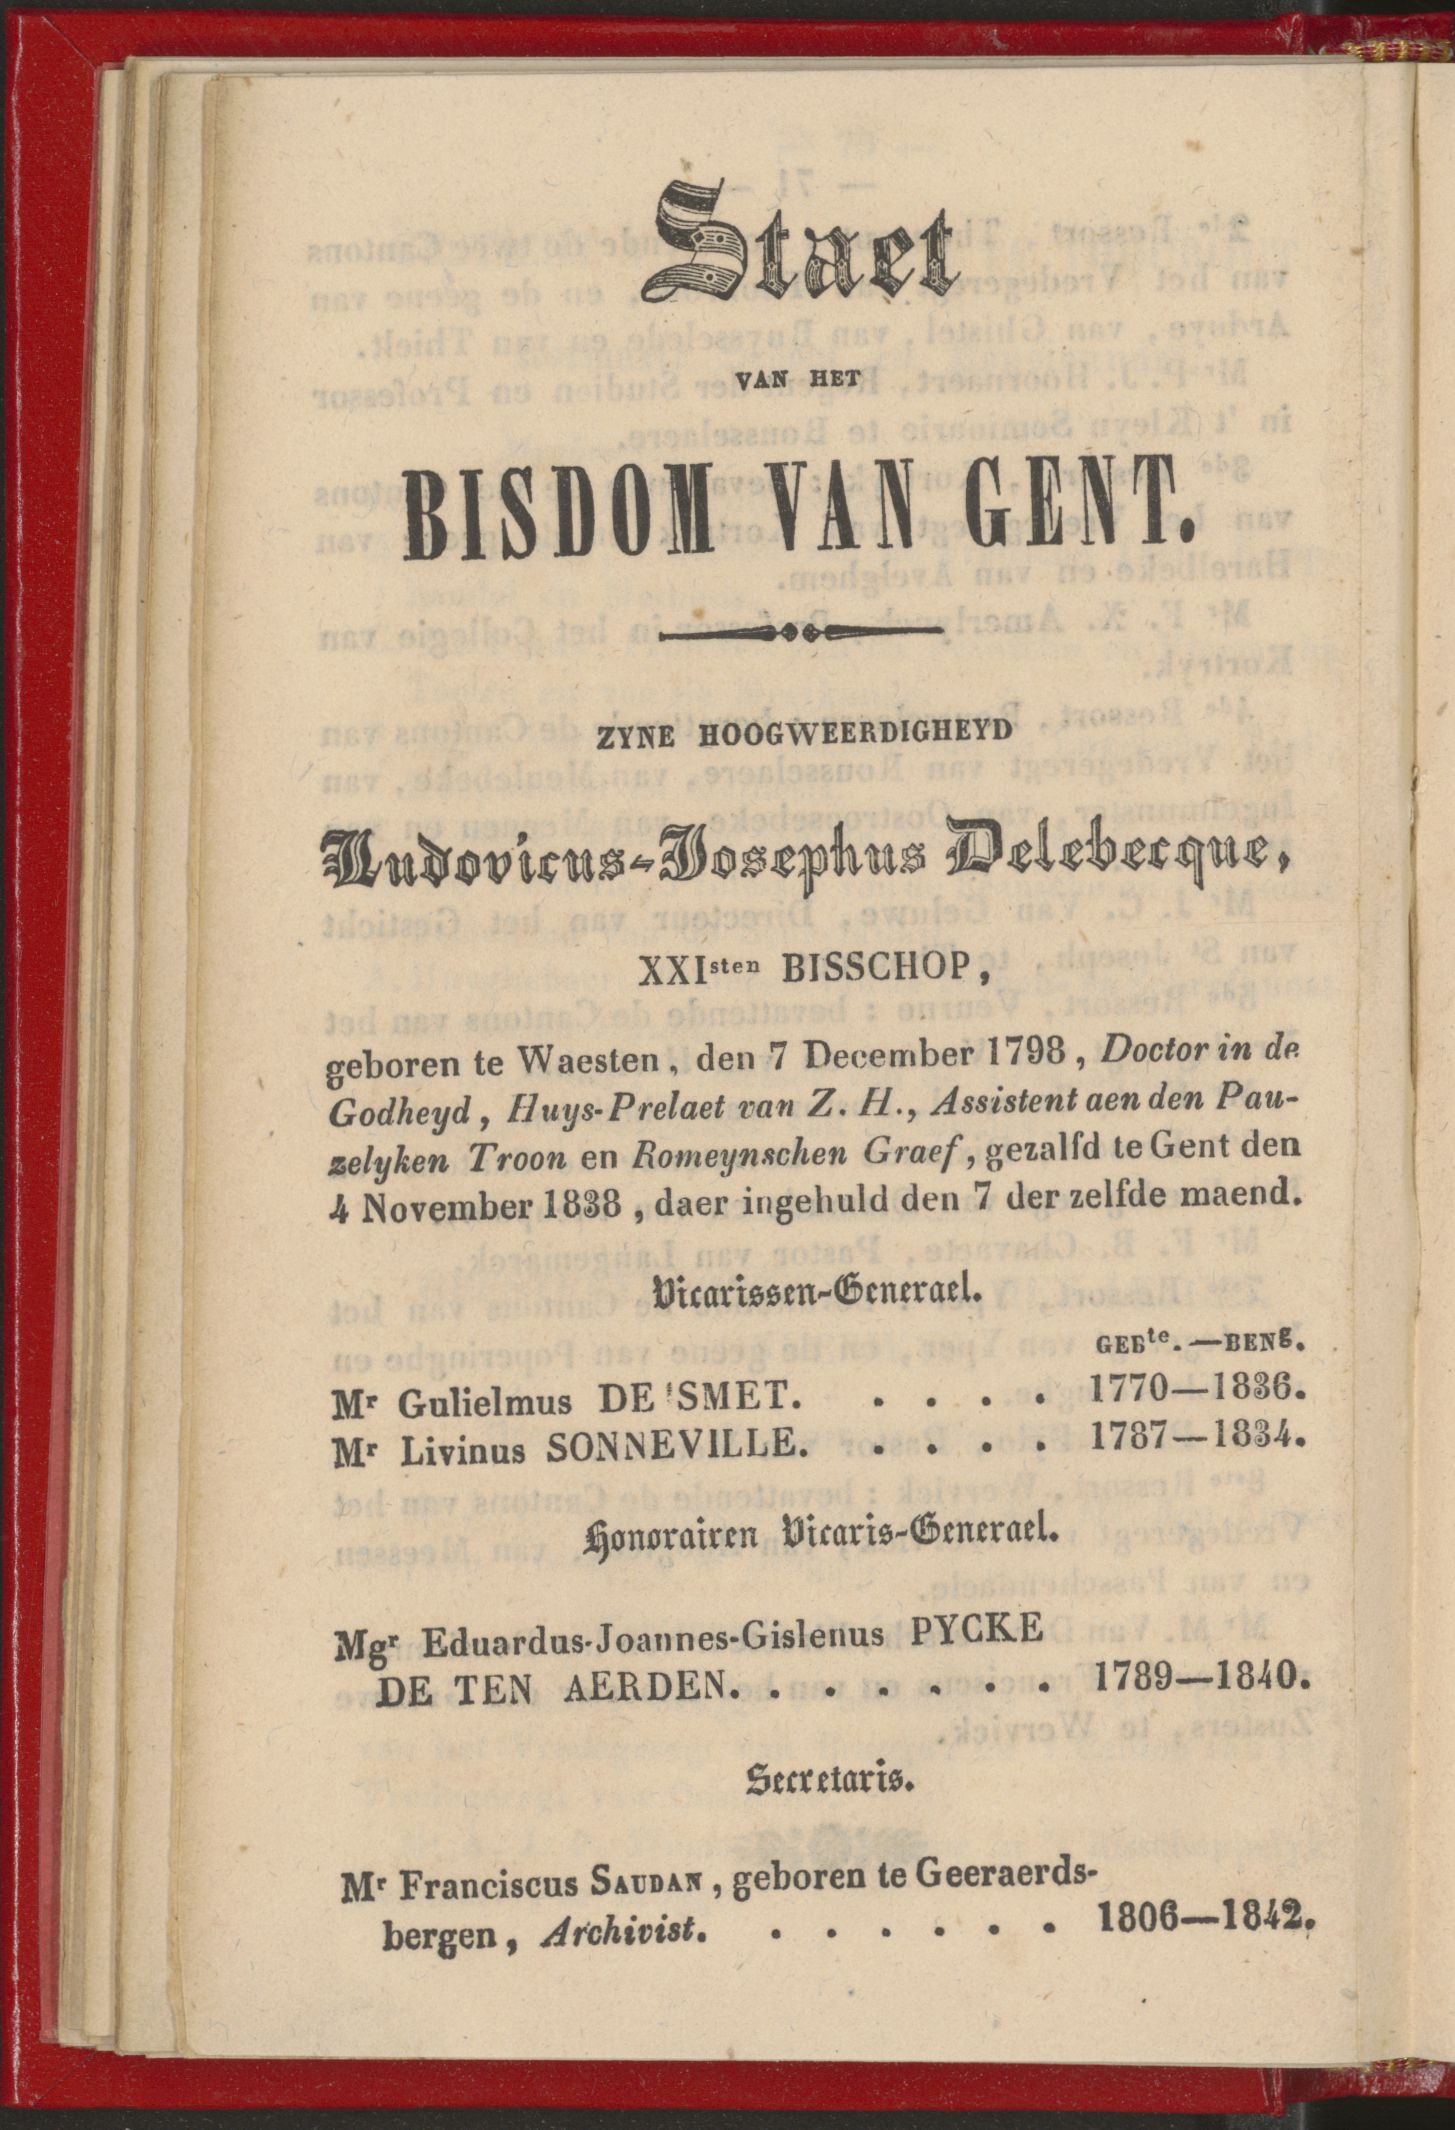 Staet
VAN HET
BISDOM VAN GENT.
ZYNE HOOGWEERDIGHEYD
Ludovicus-Josephus Delebecque,
XXIsten BISSCHOP,
geboren te Waesten, den 7 December 1798, Doctor in de
Godheyd, Huys-Prelaet van Z. H., Assistent aen den Pau-
zelyken Troon en Romeynschen Graef, gezalfd te Gent den
4 November 1838, daer ingehuld den 7 der zelfde maend.
Vicarissen-Generael.
GEBte.—BENg.
Mr Gulielmus DE SMET. . . . . 1770—1836.
Mr Livinus SONNEVILLE. . . . . 1787—1834.
Honorairen Vicaris-Generael.
Mgr Eduardus-Joannes-Gislenus PYCKE
DE TEN AERDEN. . . . . . . 1789—1840.
Secretaris.
Mr Franciscus SAUDAN, geboren te Geeraerds-
bergen, Archivist. . . . . . . 1806—1842.